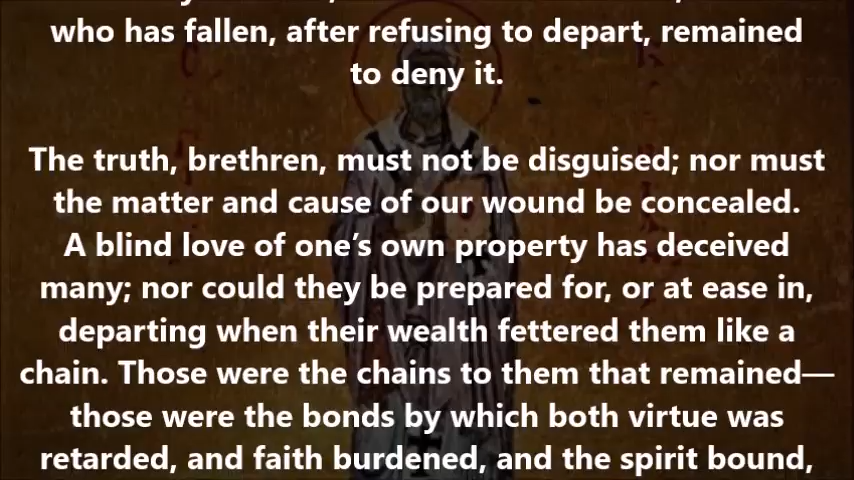 who has fallen, after refusing to depart, remained
to deny it.
The truth, brethren, must not be disguised; nor must
the matter and cause of our wound be concealed.
A blind love of one’s own property has deceived
many; nor could they be prepared for, or at ease in,
departing when their wealth fettered them like a
chain. Those were the chains to them that remained—
those were the bonds by which both virtue was
retarded, and faith burdened, and the spirit bound,